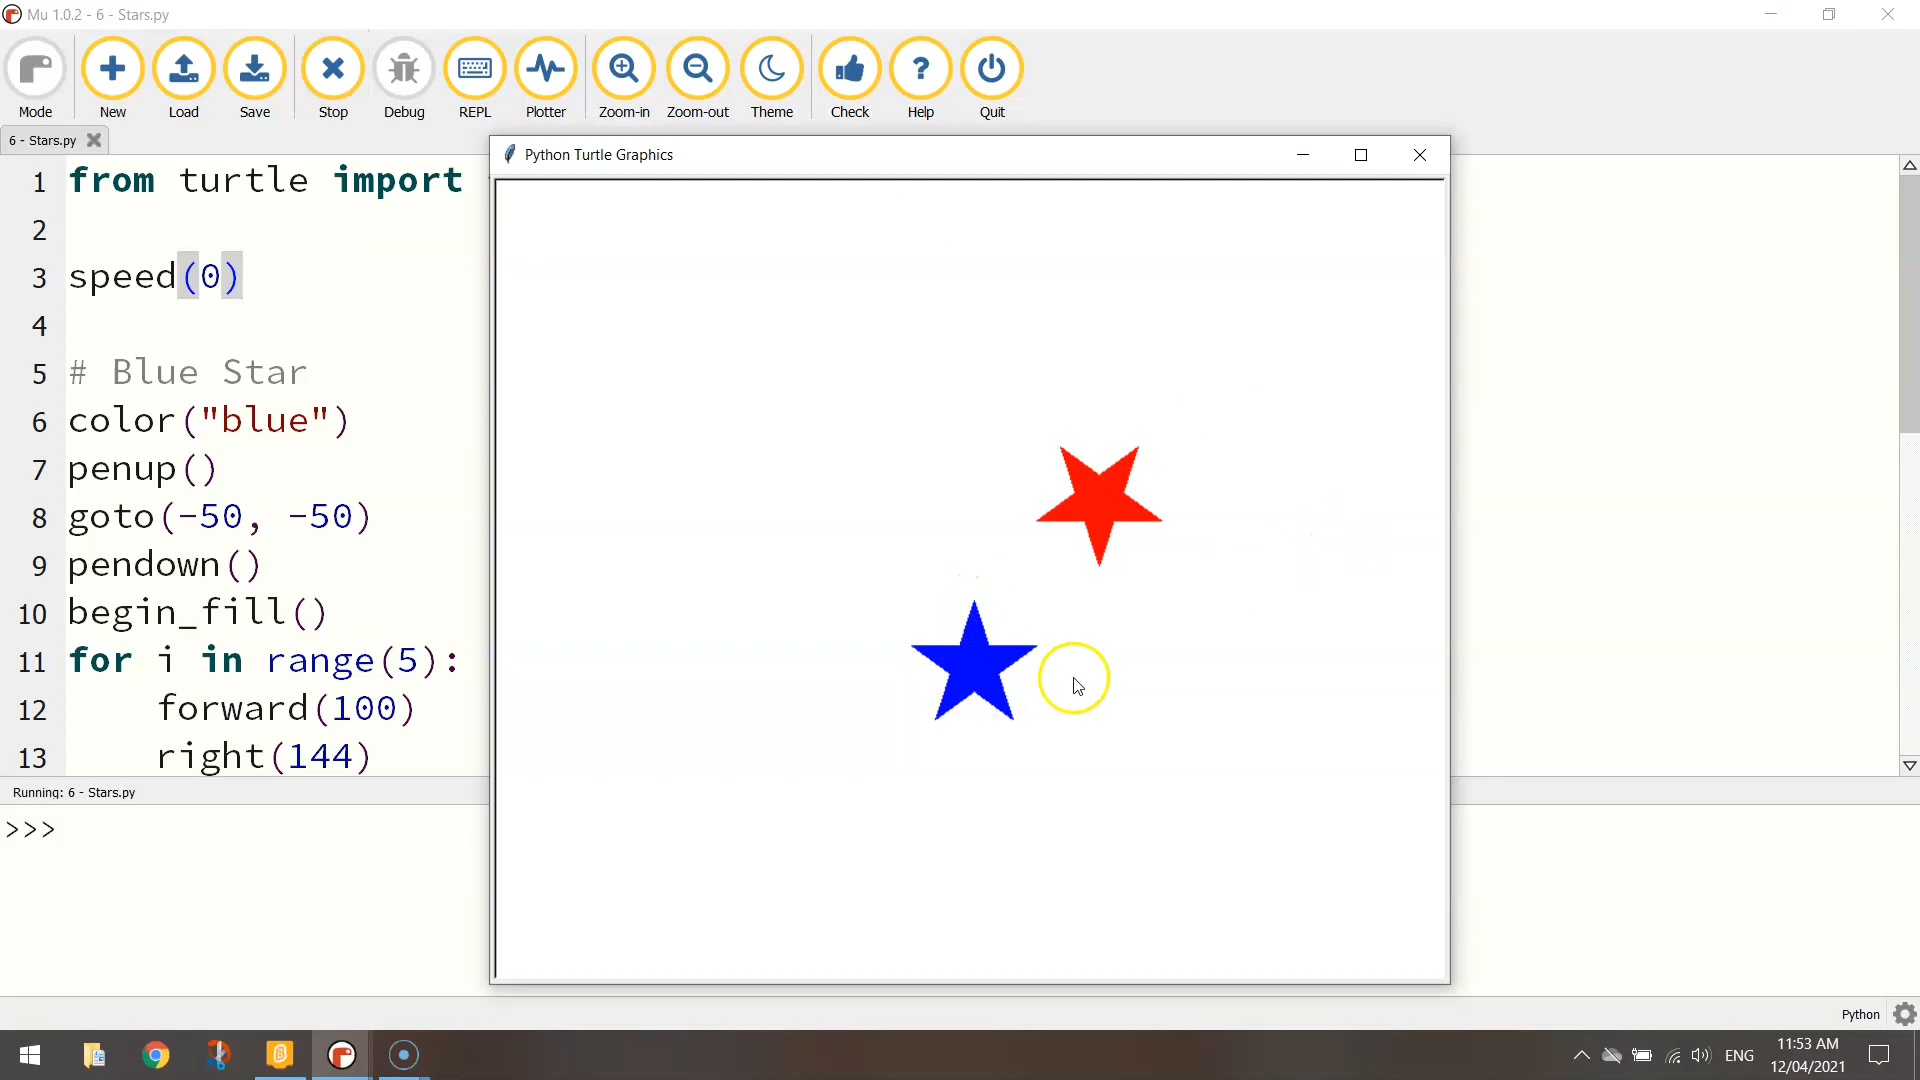 Mu 1.0.2 - 6 - Stars.py
Mode New Load Save Stop Debug REPL Plotter Zoom-in Zoom-out Theme Check Help Quit
6 - Stars.py
Python Turtle Graphics
1 from turtle import
2
3 speed(0)
4
5 # Blue Star
6 color("blue")
7 penup()
8 goto(-50, -50)
9 pendown()
10 begin_fill()
11 for i in range(5):
12 forward(100)
13 right(144)
Running: 6 - Stars.py
>>>
Python
ENG
11:53 AM
12/04/2021